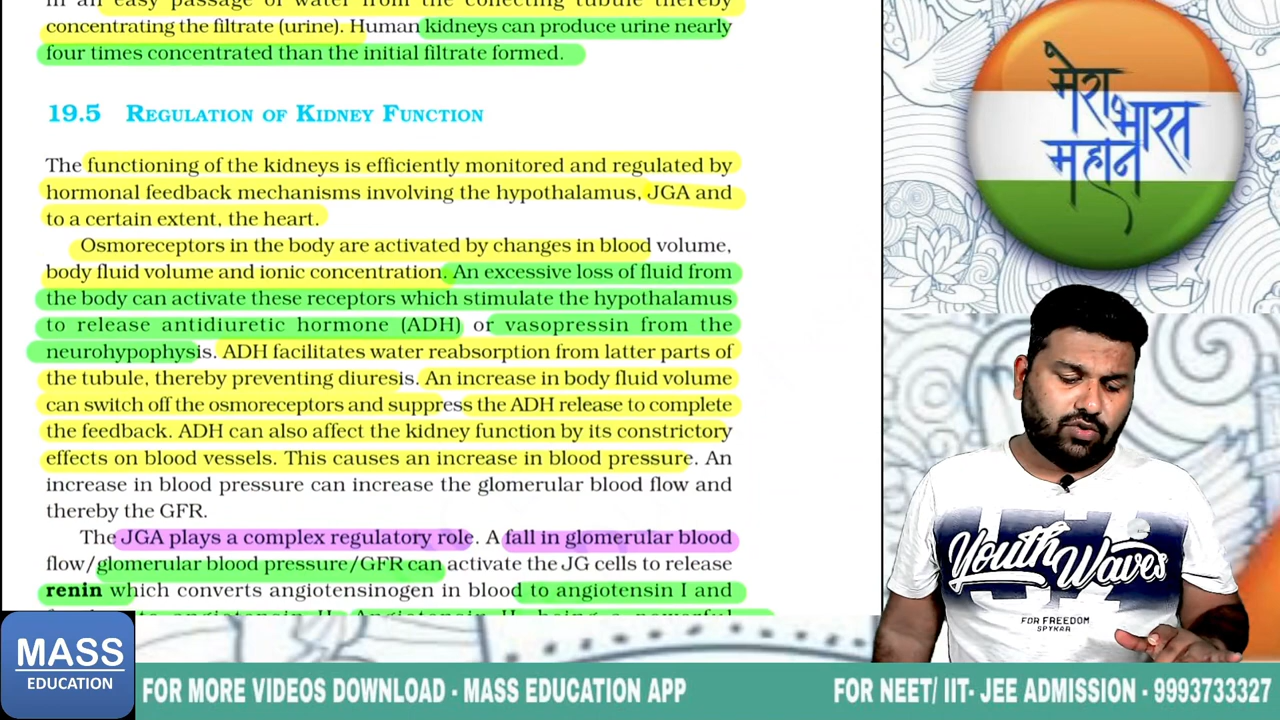 in an easy passage of water from the collecting tubule thereby
concentrating the filtrate (urine). Human kidneys can produce urine nearly
four times concentrated than the initial filtrate formed.
19.5 REGULATION OF KIDNEY FUNCTION
The functioning of the kidneys is efficiently monitored and regulated by
hormonal feedback mechanisms involving the hypothalamus, JGA and
to a certain extent, the heart.
Osmoreceptors in the body are activated by changes in blood volume,
body fluid volume and ionic concentration. An excessive loss of fluid from
the body can activate these receptors which stimulate the hypothalamus
to release antidiuretic hormone (ADH) or vasopressin from the
neurohypophysis. ADH facilitates water reabsorption from latter parts of
the tubule, thereby preventing diuresis. An increase in body fluid volume
can switch off the osmoreceptors and suppress the ADH release to complete
the feedback. ADH can also affect the kidney function by its constrictory
effects on blood vessels. This causes an increase in blood pressure. An
increase in blood pressure can increase the glomerular blood flow and
thereby the GFR.
The JGA plays a complex regulatory role. A fall in glomerular blood
flow/glomerular blood pressure/GFR can activate the JG cells to release
renin which converts angiotensinogen in blood to angiotensin I and
to angiotensin II. Angiotensin II, being a powerful
मेरा
भारत
महान
Youth
Waves
FOR FREEDOM
SPYKAR
MASS
EDUCATION
FOR MORE VIDEOS DOWNLOAD - MASS EDUCATION APP
FOR NEET/ IIT- JEE ADMISSION - 9993733327